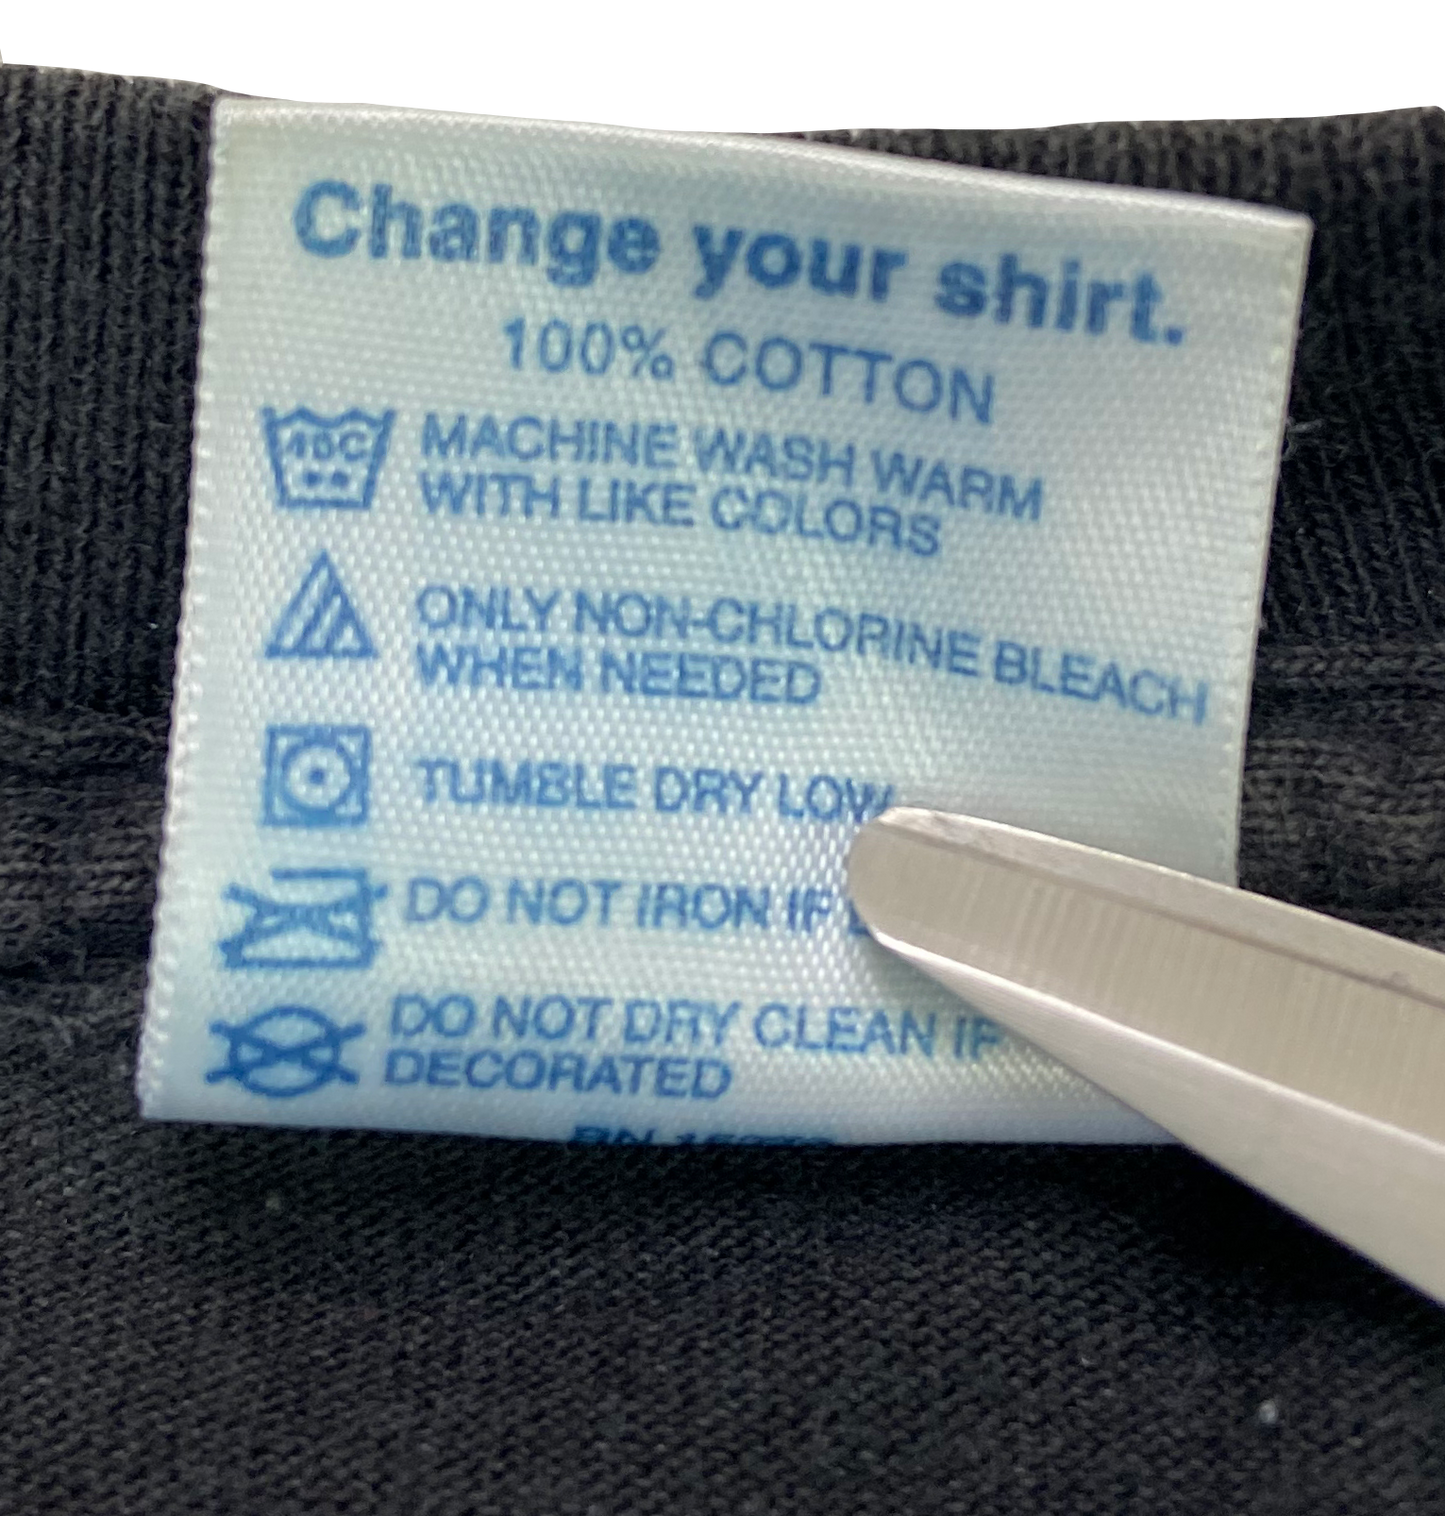 Change your shirt.
100% COTTON
40C
MACHINE WASH WARM
WITH LIKE COLORS
ONLY NON-CHLORINE BLEACH
WHEN NEEDED
TUMBLE DRY LOW
DO NOT IRON IF
DO NOT DRY CLEAN IF
DECORATED